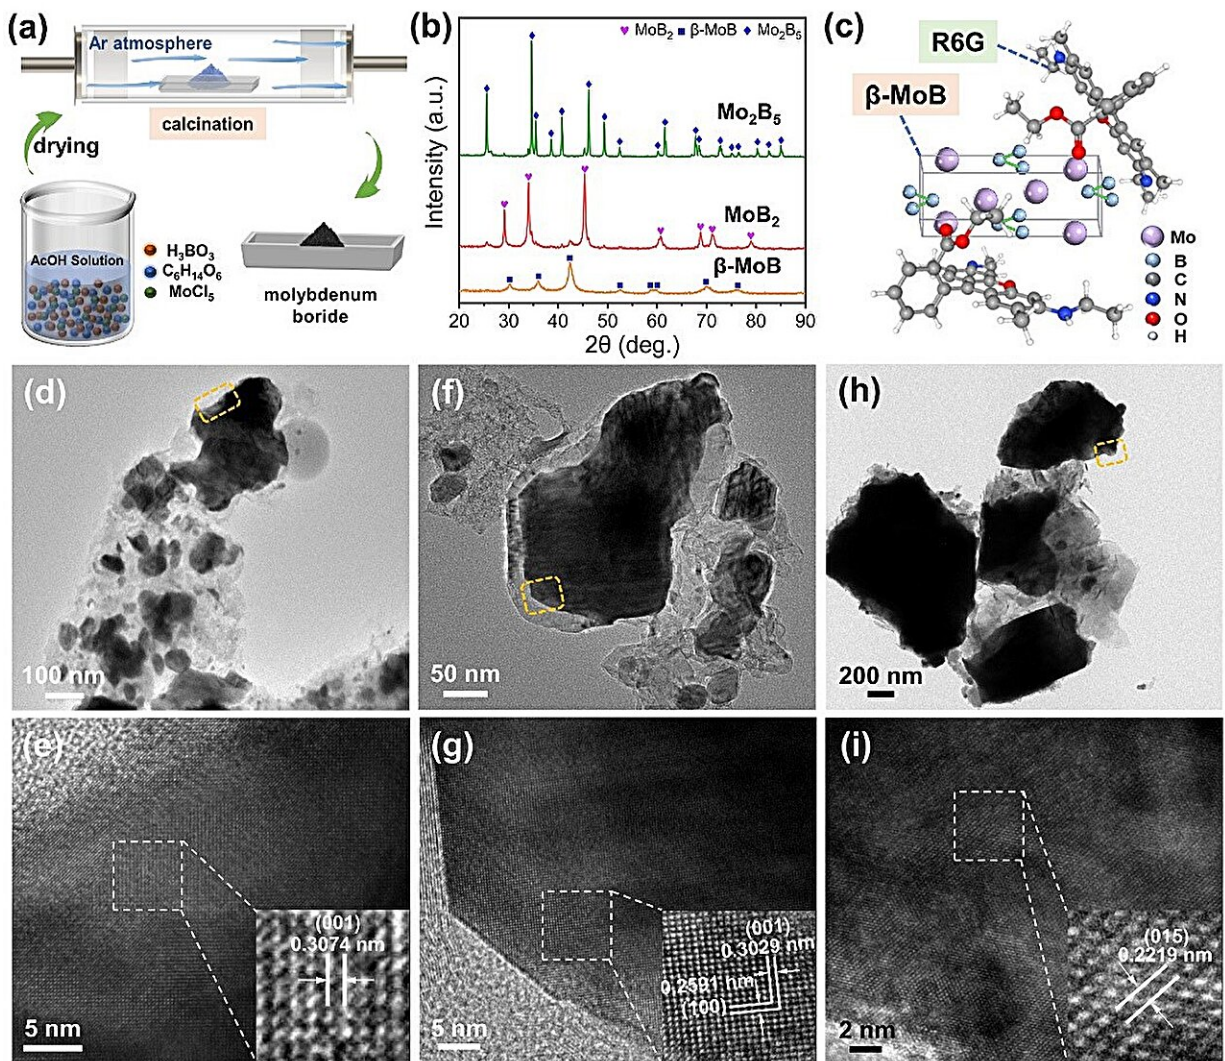 (a)
Ar atmosphere
calcination
drying
AcOH Solution
H₃BO₃
C₆H₁₄O₆
MoCl₅
molybdenum
boride
(b)
MoB₂ β-MoB Mo₂B₅
Mo₂B₅
MoB₂
β-MoB
Intensity (a.u.)
20 30 40 50 60 70 80 90
2θ (deg.)
(c)
R6G
β-MoB
Mo
B
C
N
O
H
(d)
100 nm
(f)
50 nm
(h)
200 nm
(e)
(001)
0.3074 nm
5 nm
(g)
(001)
0.3029 nm
0.2591 nm
(100)
5 nm
(i)
(015)
0.2219 nm
2 nm